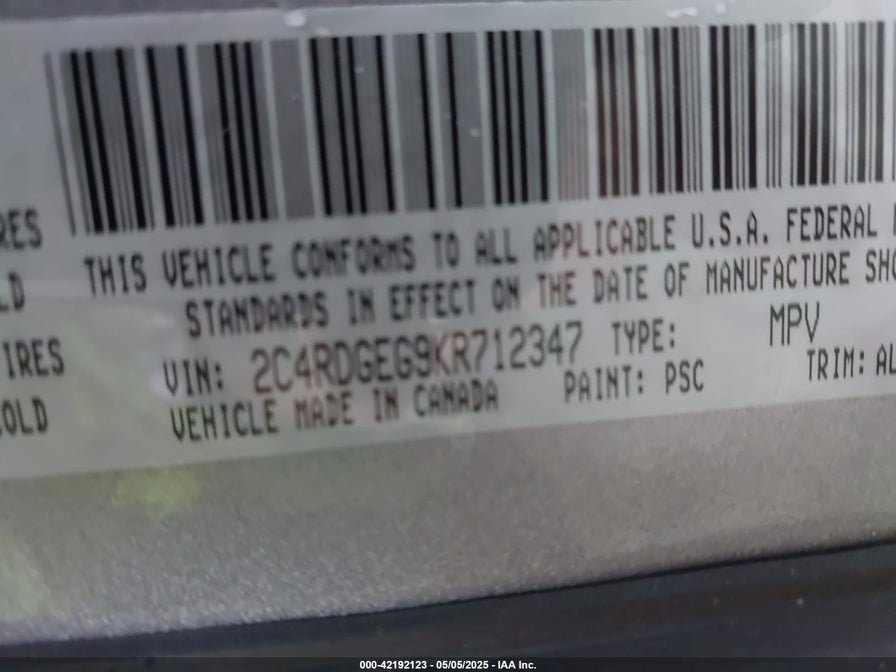 RES
LD
IRES
OLD
THIS VEHICLE CONFORMS TO ALL APPLICABLE U.S.A. FEDERAL
STANDARDS IN EFFECT ON THE DATE OF MANUFACTURE SHO
VIN: 2C4RDGEG9KR712347 TYPE: MPV
VEHICLE MADE IN CANADA PAINT: PSC TRIM: AL
000-42192123 - 05/05/2025 - IAA Inc.